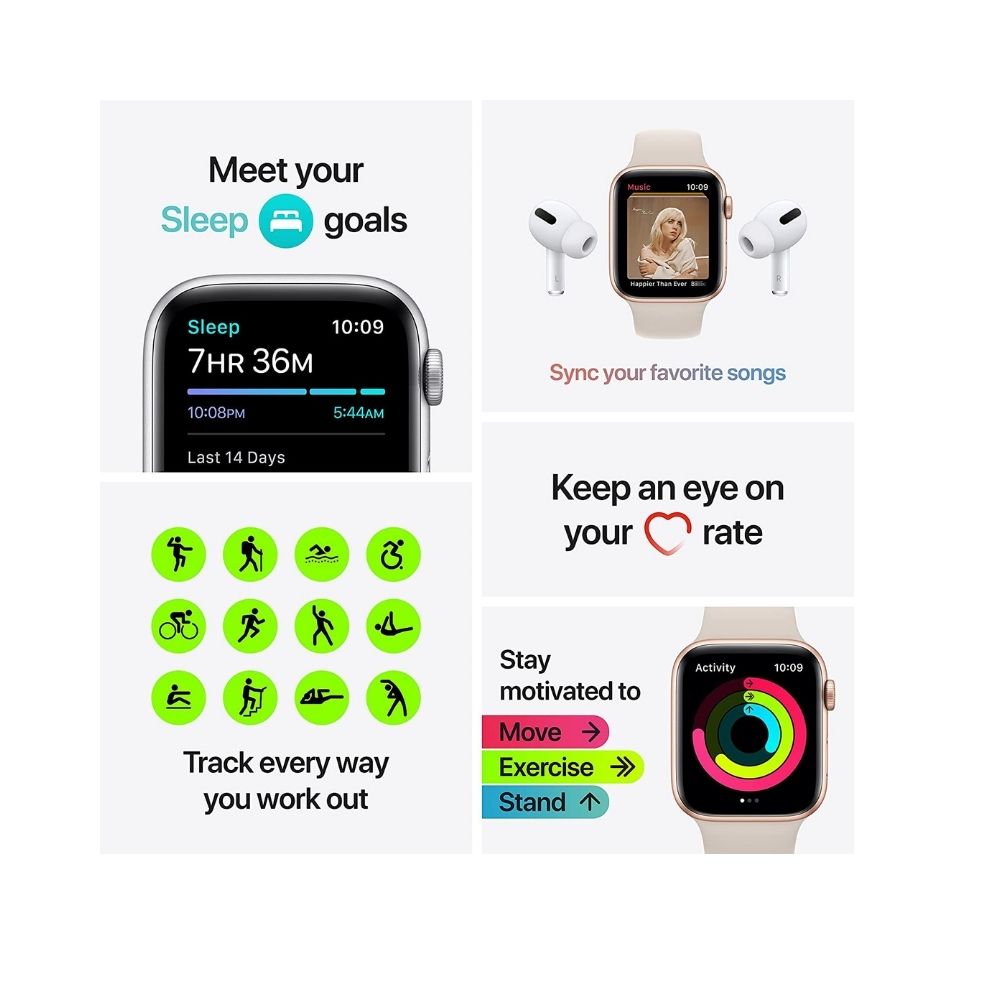 Meet your
Sleep goals
Sleep 10:09
7HR 36M
10:08PM 5:44AM
Last 14 Days
Music 10:09
Happier Than Ever
L
R
Sync your favorite songs
Keep an eye on
your rate
Track every way
you work out
Stay
motivated to
Move
Exercise
Stand
Activity 10:09